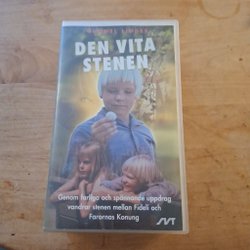 DEN VITA
STENEN
Genom farliga och spännande uppdrag
vandrar stenen mellan Fideli och
Farornas Konung
SVT